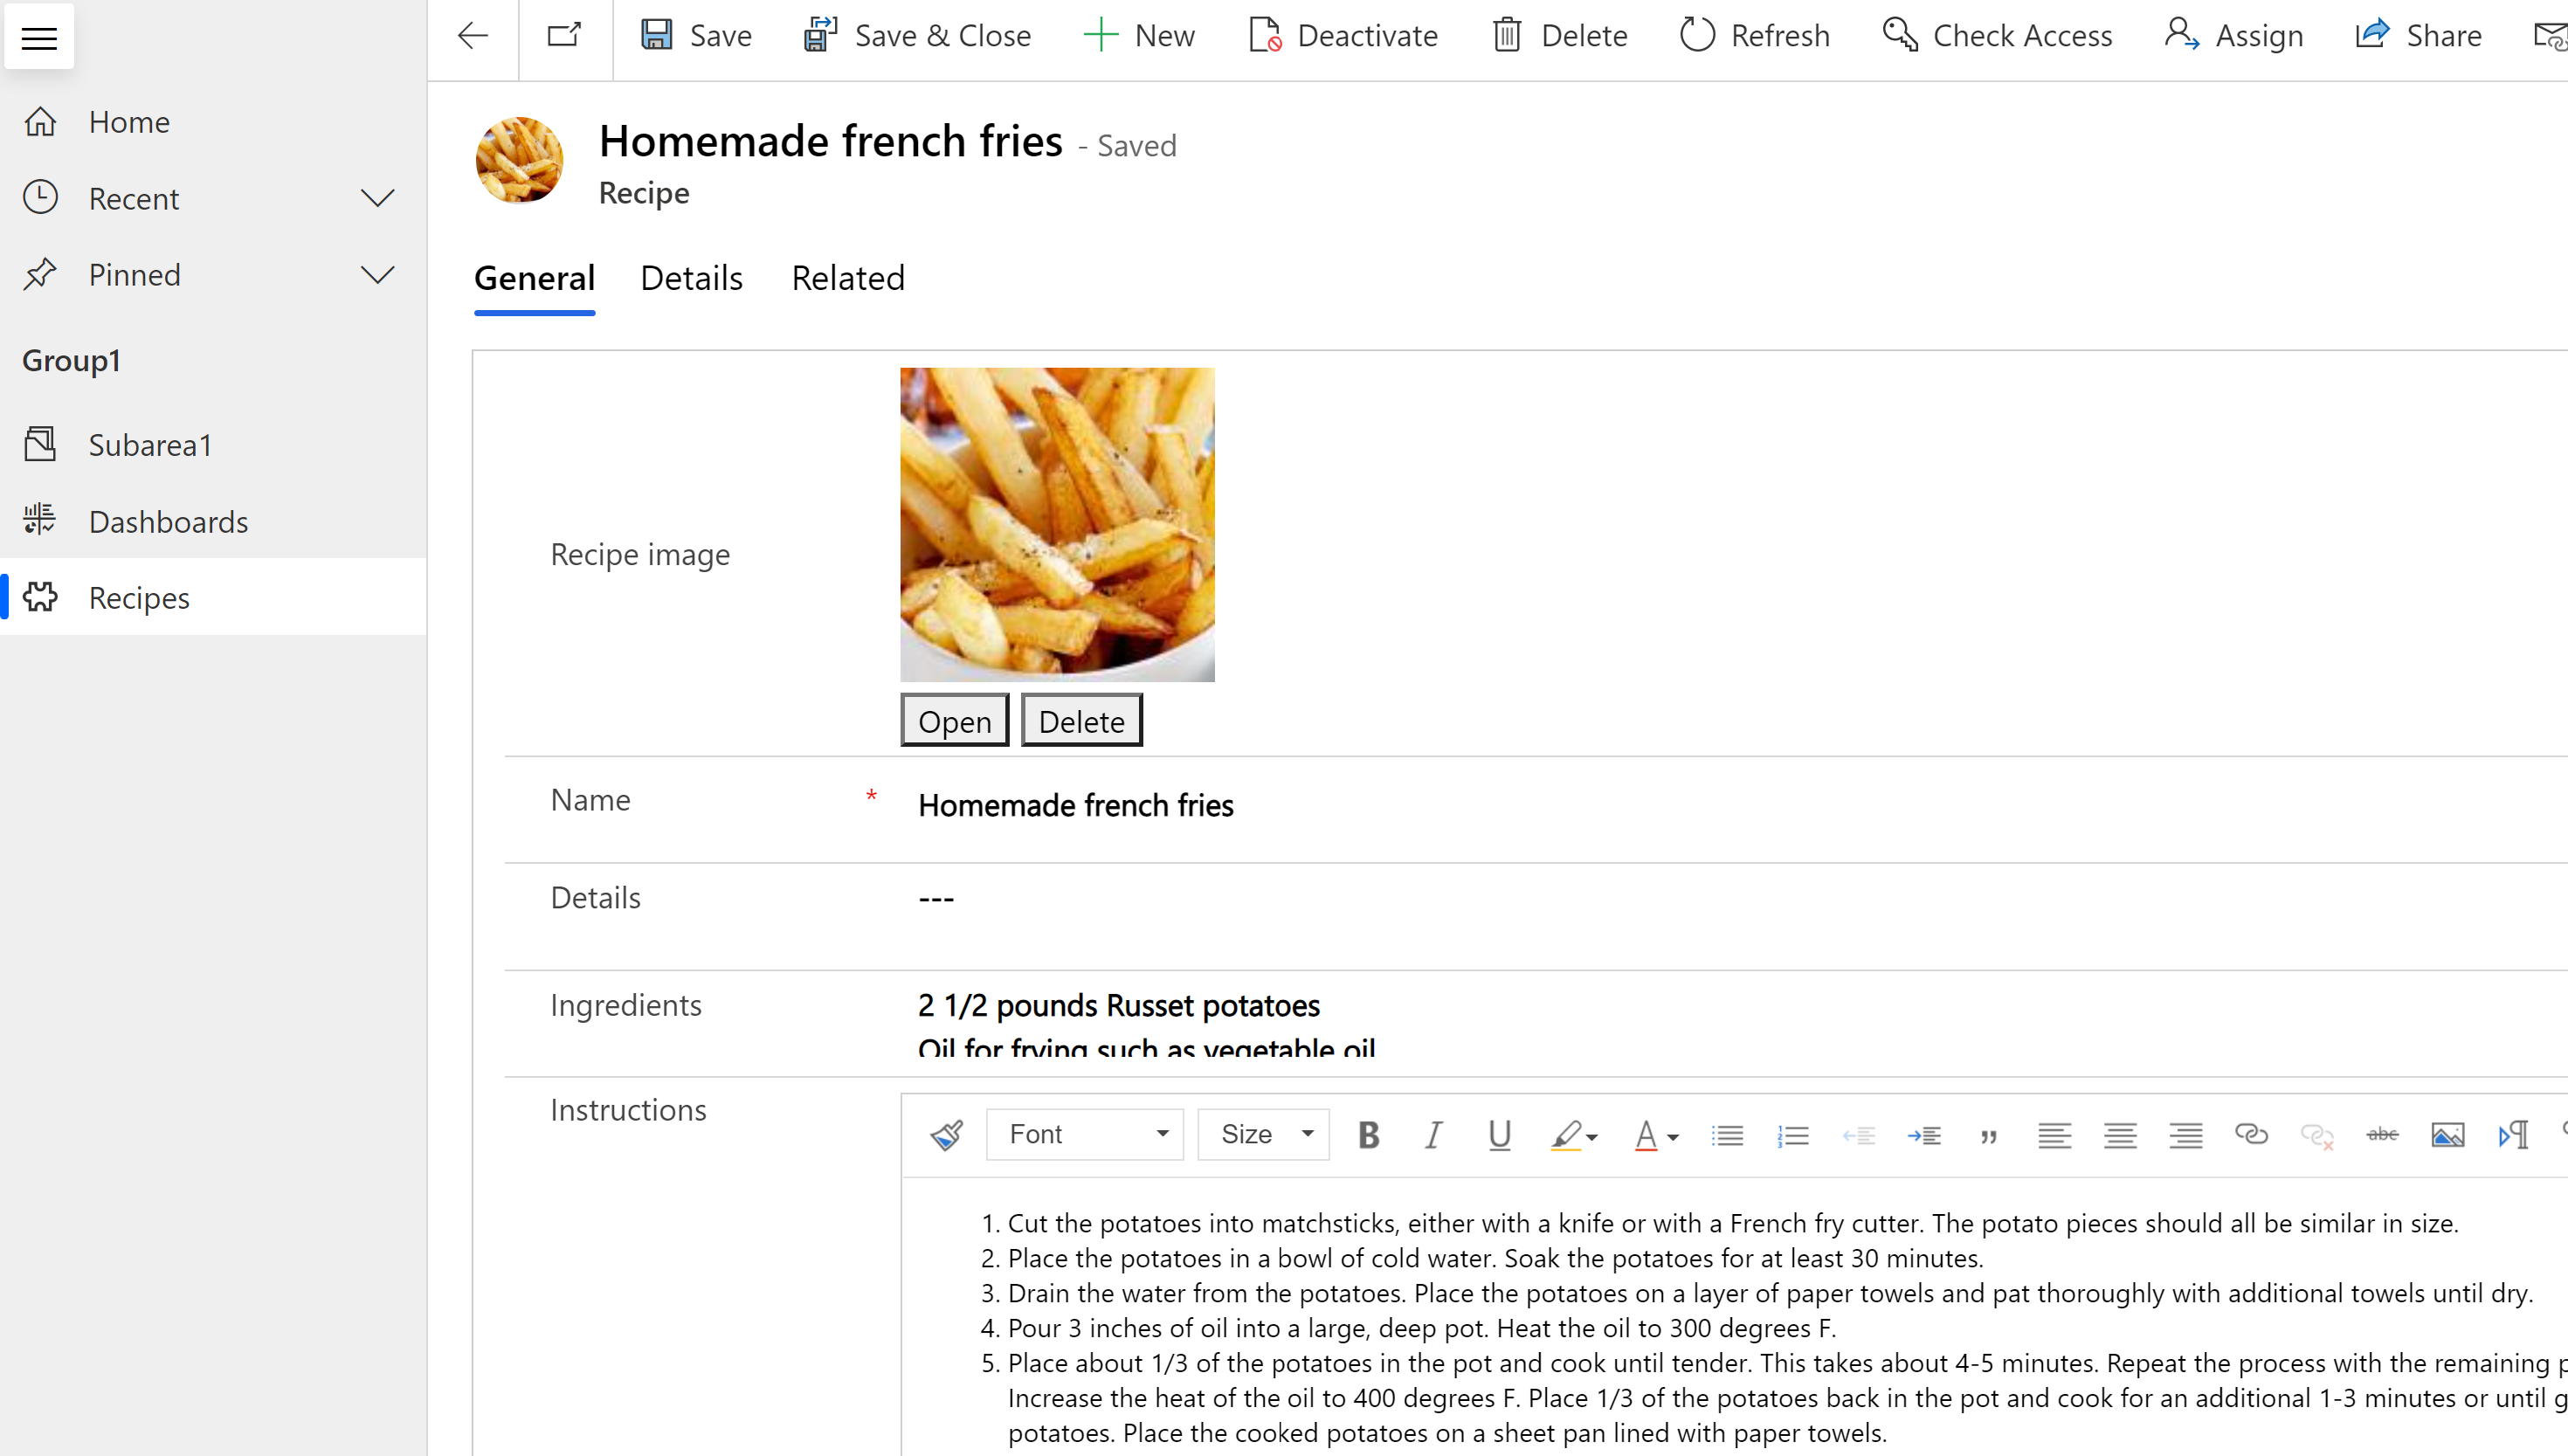 Save
Save & Close
New
Deactivate
Delete
Refresh
Check Access
Assign
Share
Home
Recent
Pinned
Group1
Subarea1
Dashboards
Recipes
Homemade french fries - Saved
Recipe
General
Details
Related
Recipe image
Open
Delete
Name * Homemade french fries
Details ---
Ingredients 2 1/2 pounds Russet potatoes
Oil for frying such as vegetable oil
Instructions
Font
Size
B I U A abc
1. Cut the potatoes into matchsticks, either with a knife or with a French fry cutter. The potato pieces should all be similar in size.
2. Place the potatoes in a bowl of cold water. Soak the potatoes for at least 30 minutes.
3. Drain the water from the potatoes. Place the potatoes on a layer of paper towels and pat thoroughly with additional towels until dry.
4. Pour 3 inches of oil into a large, deep pot. Heat the oil to 300 degrees F.
5. Place about 1/3 of the potatoes in the pot and cook until tender. This takes about 4-5 minutes. Repeat the process with the remaining
Increase the heat of the oil to 400 degrees F. Place 1/3 of the potatoes back in the pot and cook for an additional 1-3 minutes or until
potatoes. Place the cooked potatoes on a sheet pan lined with paper towels.